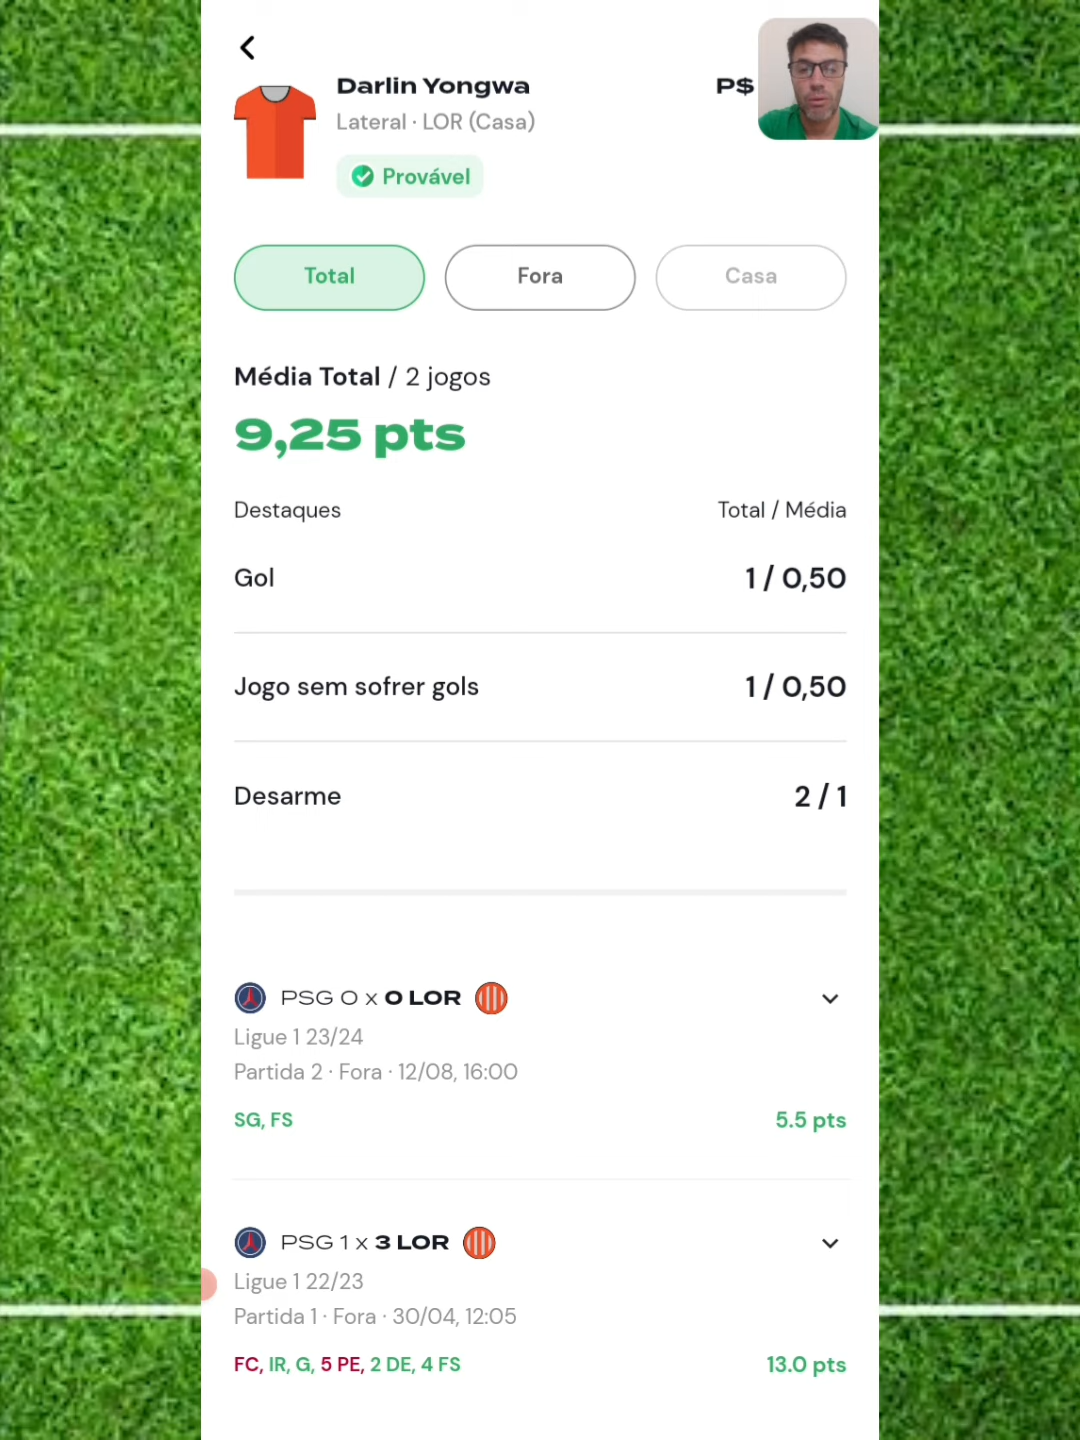 Darlin Yongwa
P$
Lateral · LOR (Casa)
Provável
Total
Fora
Casa
Média Total / 2 jogos
9,25 pts
Destaques
Total / Média
Gol
1 / 0,50
Jogo sem sofrer gols
1 / 0,50
Desarme
2 / 1
PSG 0 x 0 LOR
Ligue 1 23/24
Partida 2 · Fora · 12/08, 16:00
SG, FS
5.5 pts
PSG 1 x 3 LOR
Ligue 1 22/23
Partida 1 · Fora · 30/04, 12:05
FC, IR, G, 5 PE, 2 DE, 4 FS
13.0 pts